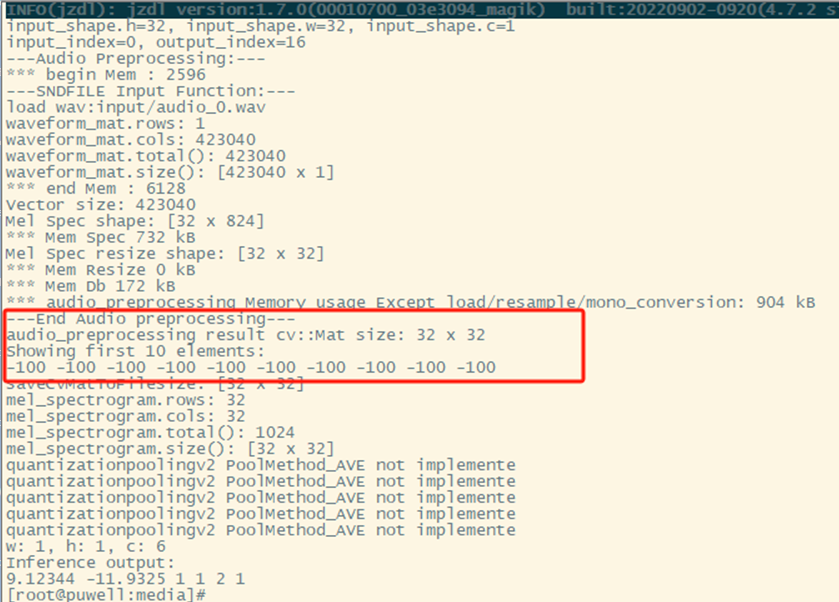 INFO(jzdl): jzdl version:1.7.0(00010700_03e3094_magik)  built:20220902-0920(4.7.2 s
input_shape.h=32, input_shape.w=32, input_shape.c=1
input_index=0, output_index=16
---Audio Preprocessing:---
*** begin Mem : 2596
---SNDFILE Input Function:---
load wav:input/audio_0.wav
waveform_mat.rows: 1
waveform_mat.cols: 423040
waveform_mat.total(): 423040
waveform_mat.size(): [423040 x 1]
*** end Mem : 6128
Vector size: 423040
Mel Spec shape: [32 x 824]
*** Mem Spec 732 kB
Mel Spec resize shape: [32 x 32]
*** Mem Resize 0 kB
*** Mem Db 172 kB
*** audio_preprocessing Memory usage Except load/resample/mono_conversion: 904 kB
---End Audio preprocessing---
audio_preprocessing result cv::Mat size: 32 x 32
Showing first 10 elements:
-100 -100 -100 -100 -100 -100 -100 -100 -100 -100
saveCvMatToFilesize: [32 x 32]
mel_spectrogram.rows: 32
mel_spectrogram.cols: 32
mel_spectrogram.total(): 1024
mel_spectrogram.size(): [32 x 32]
quantizationpoolingv2 PoolMethod_AVE not implemente
quantizationpoolingv2 PoolMethod_AVE not implemente
quantizationpoolingv2 PoolMethod_AVE not implemente
quantizationpoolingv2 PoolMethod_AVE not implemente
quantizationpoolingv2 PoolMethod_AVE not implemente
w: 1, h: 1, c: 6
Inference output:
9.12344 -11.9325 1 1 2 1
[root@puwell:media]#